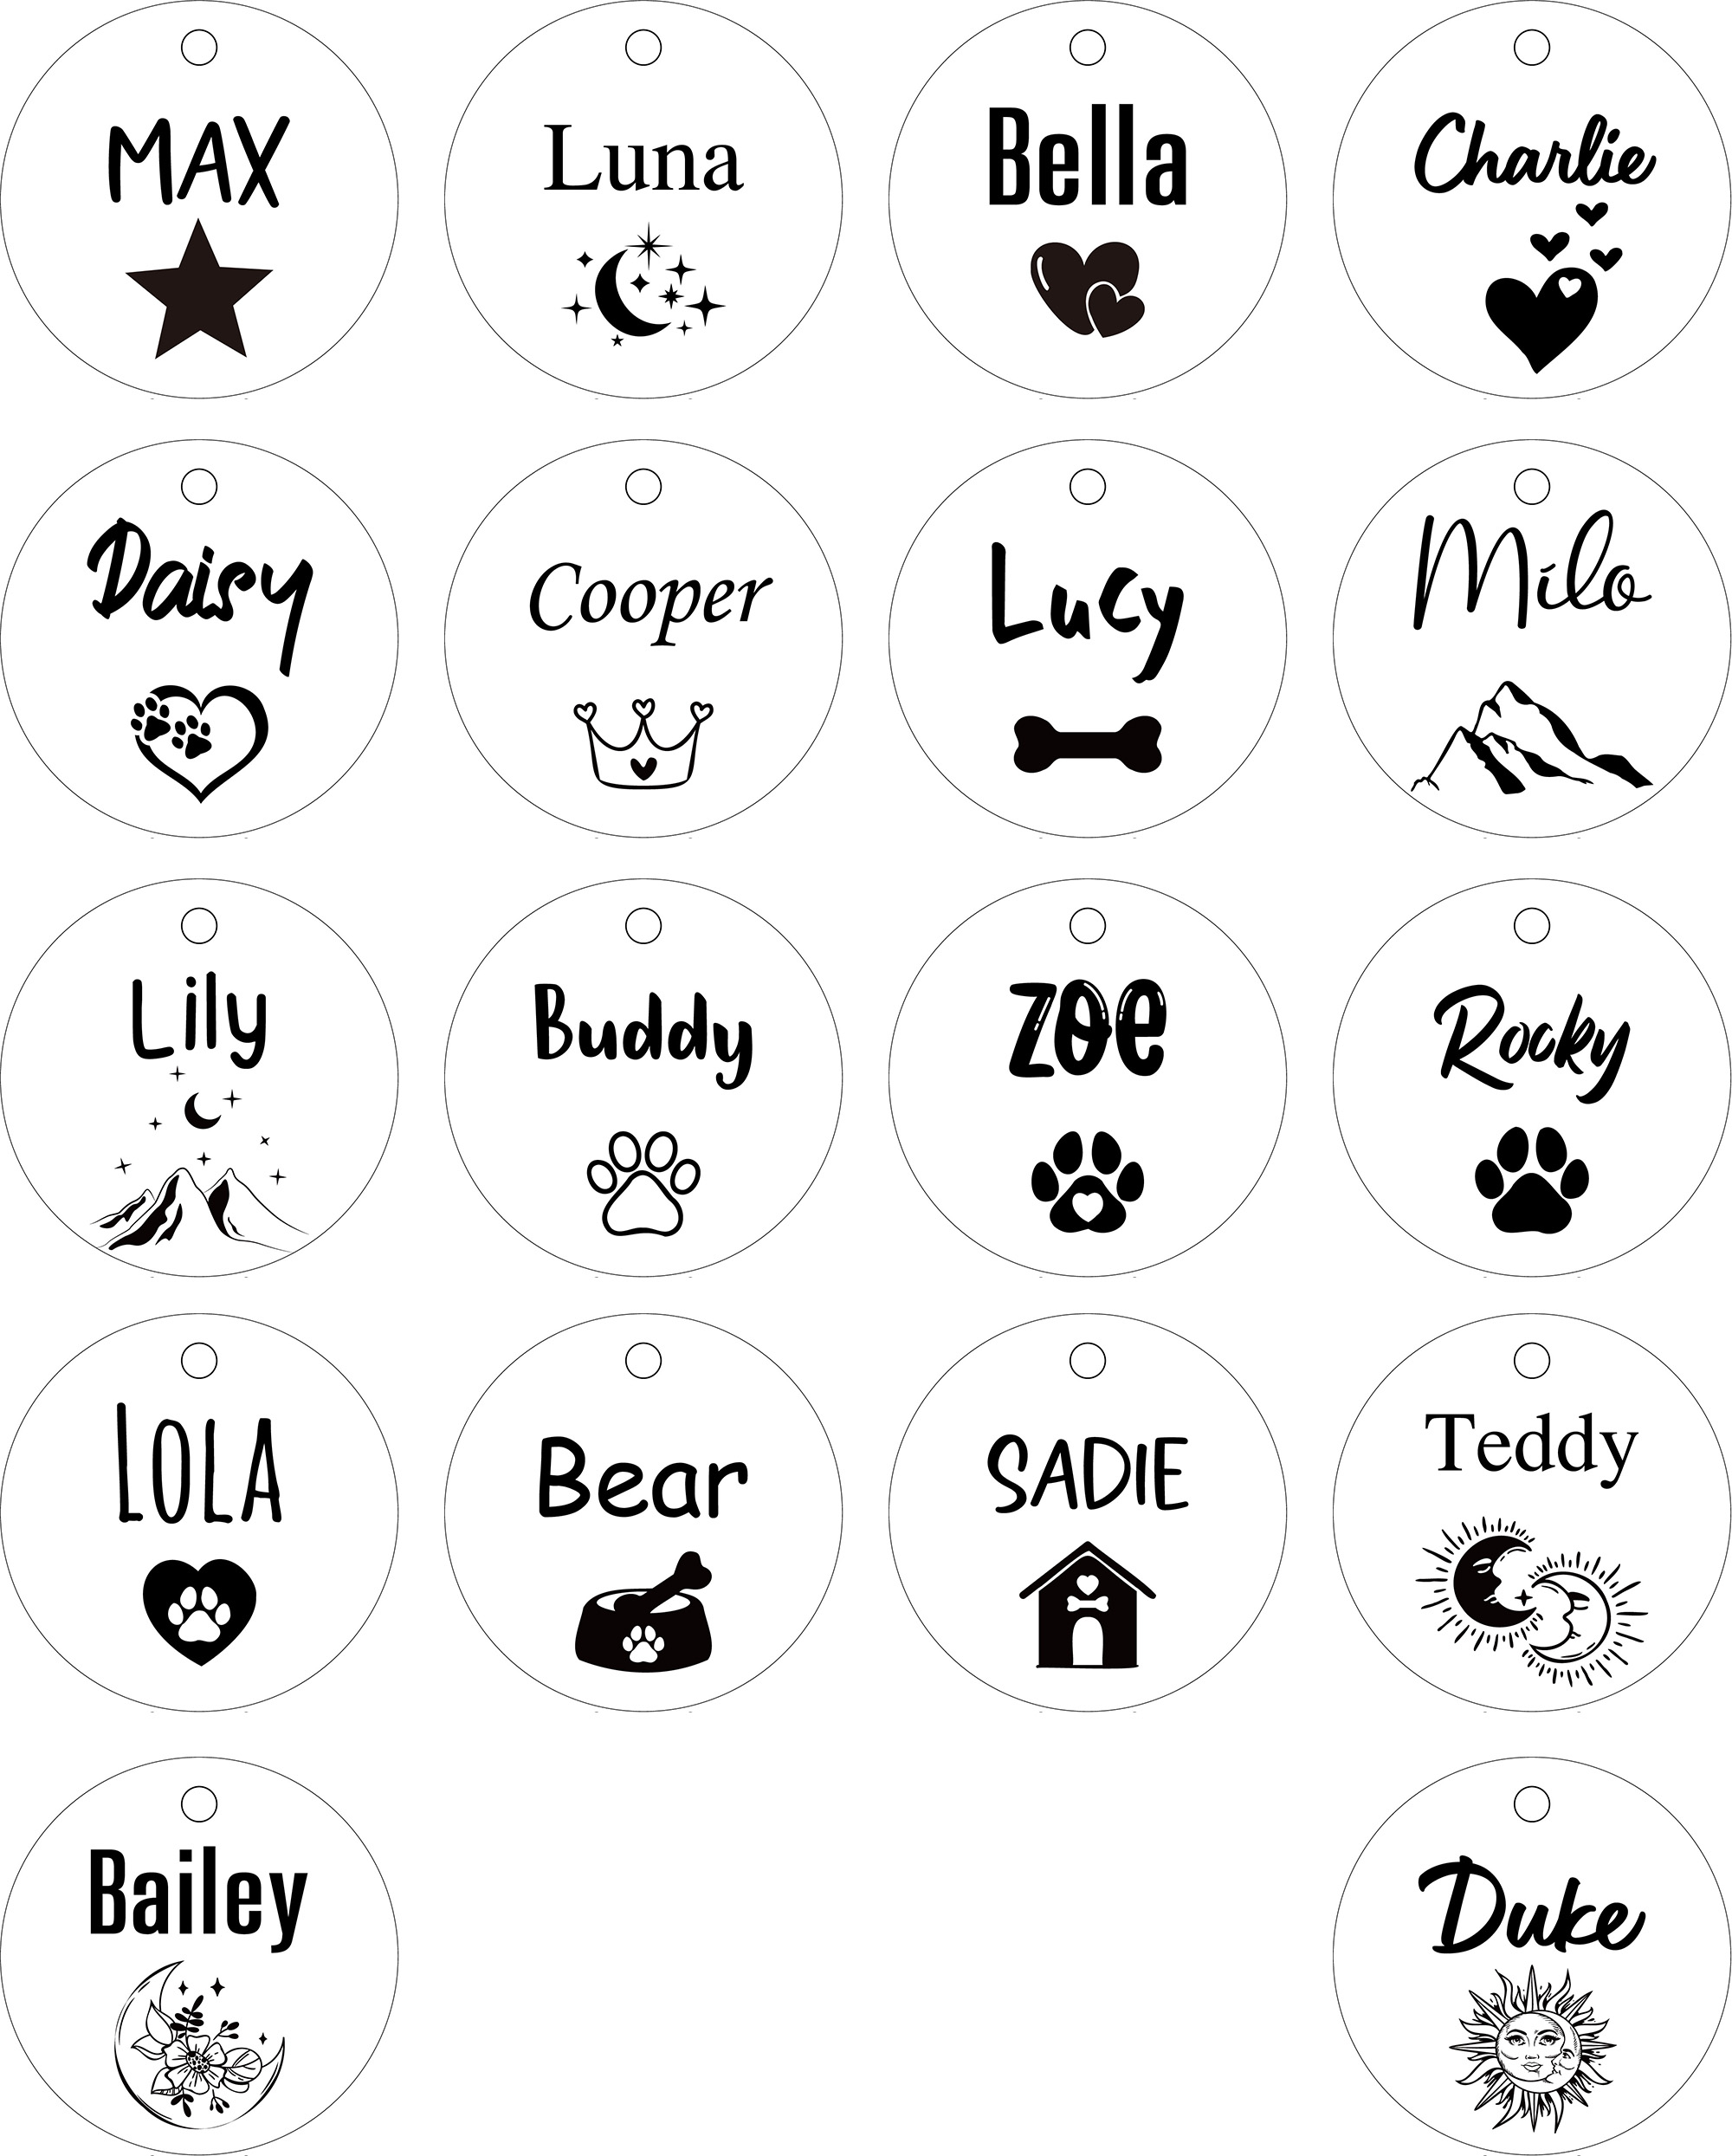 MAX
Luna
Bella
Charlie
Daisy
Cooper
Lucy
Milo
Lily
Buddy
Zoe
Rocky
LOLA
Bear
SADIE
Teddy
Bailey
Duke